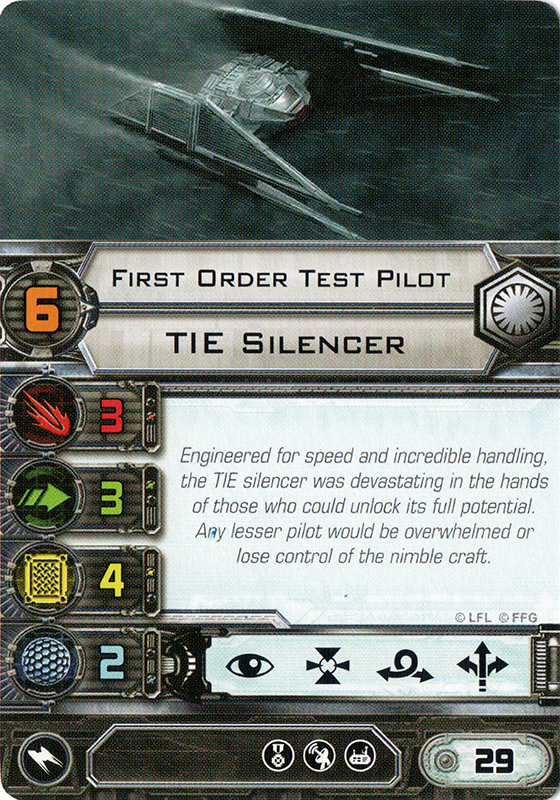 First Order Test Pilot
6
TIE Silencer
3
Engineered for speed and incredible handling,
the TIE silencer was devastating in the hands
3
of those who could unlock its full potential.
Any lesser pilot would be overwhelmed or
lose control of the nimble craft.
4
© LFL © FFG
2
29